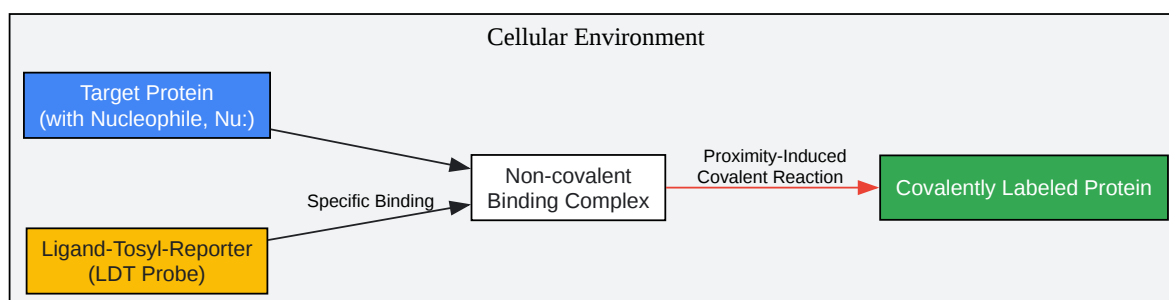 Cellular Environment
Target Protein
(with Nucleophile, Nu:)
Specific Binding
Ligand-Tosyl-Reporter
(LDT Probe)
Non-covalent
Binding Complex
Proximity-Induced
Covalent Reaction
Covalently Labeled Protein